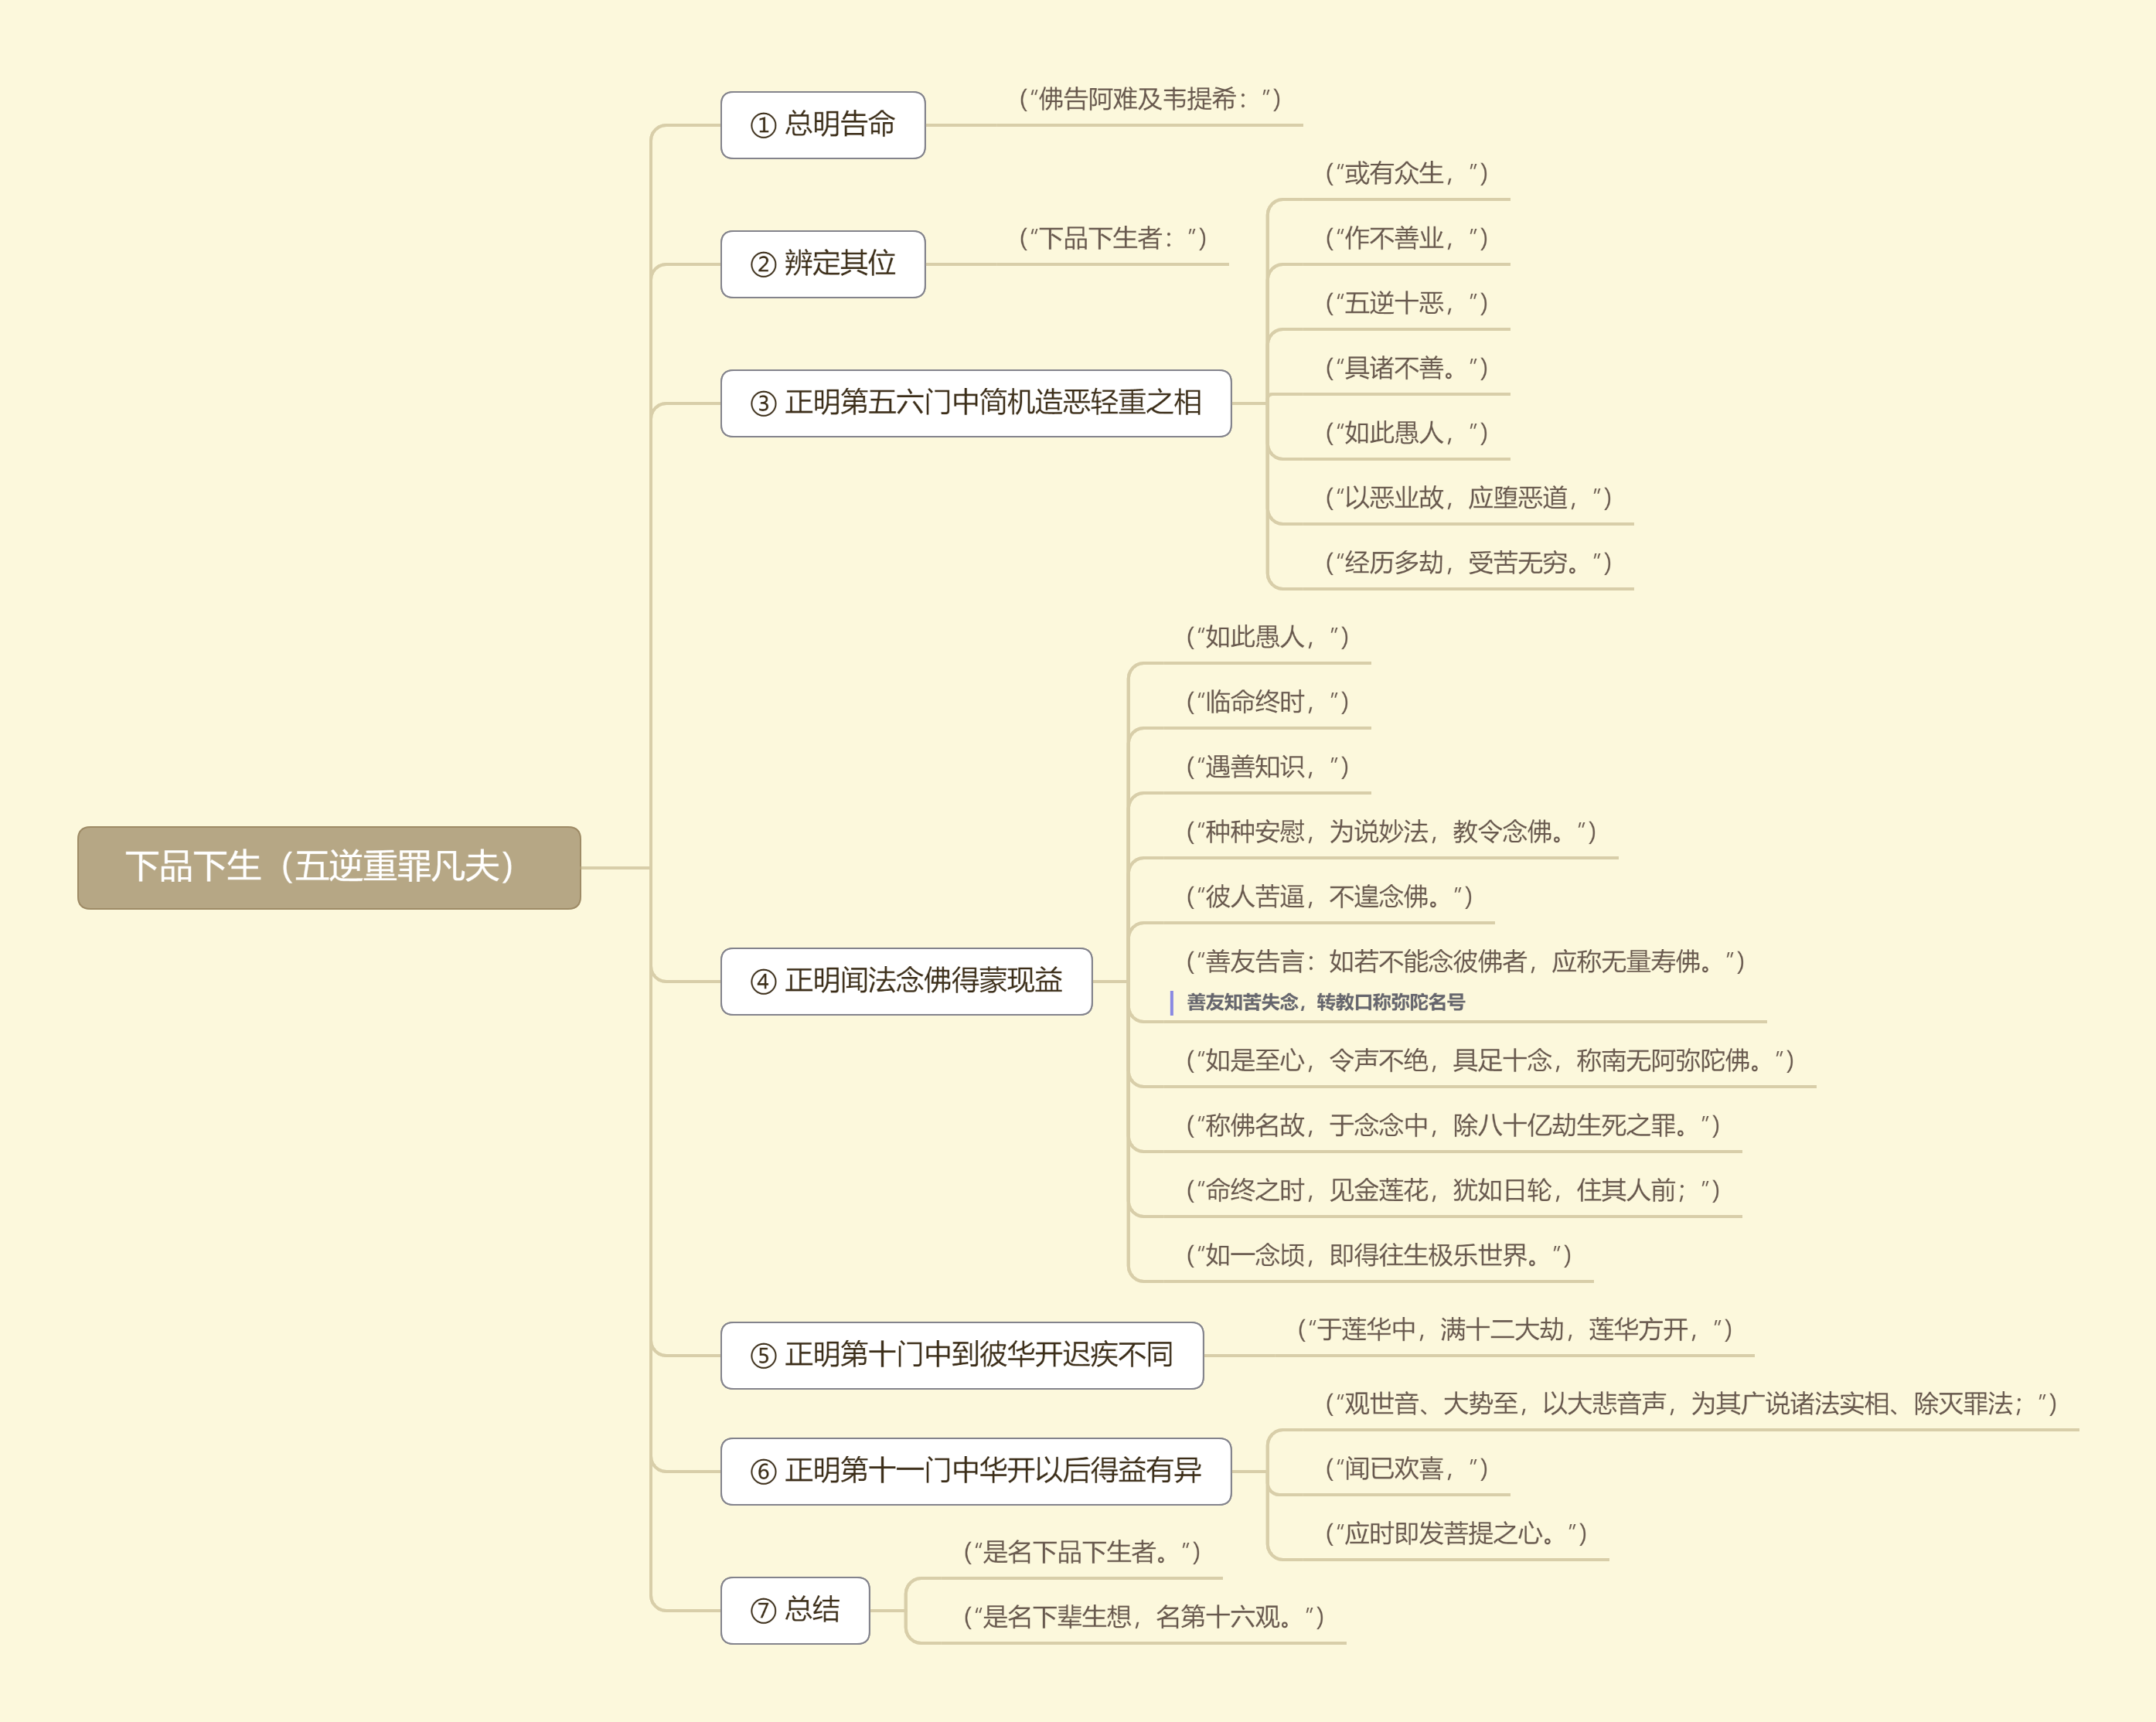 下品下生（五逆重罪凡夫）
① 总明告命
（“佛告阿难及韦提希：”）
② 辨定其位
（“下品下生者：”）
③ 正明第五六门中简机造恶轻重之相
（“或有众生，”）
（“作不善业，”）
（“五逆十恶，”）
（“具诸不善。”）
（“如此愚人，”）
（“以恶业故，应堕恶道，”）
（“经历多劫，受苦无穷。”）
④ 正明闻法念佛得蒙现益
（“如此愚人，”）
（“临命终时，”）
（“遇善知识，”）
（“种种安慰，为说妙法，教令念佛。”）
（“彼人苦逼，不遑念佛。”）
（“善友告言：如若不能念彼佛者，应称无量寿佛。”）
善友知苦失念，转教口称弥陀名号
（“如是至心，令声不绝，具足十念，称南无阿弥陀佛。”）
（“称佛名故，于念念中，除八十亿劫生死之罪。”）
（“命终之时，见金莲花，犹如日轮，住其人前；”）
（“如一念顷，即得往生极乐世界。”）
⑤ 正明第十门中到彼华开迟疾不同
（“于莲华中，满十二大劫，莲华方开，”）
⑥ 正明第十一门中华开以后得益有异
（“观世音、大势至，以大悲音声，为其广说诸法实相、除灭罪法；”）
（“闻已欢喜，”）
（“应时即发菩提之心。”）
⑦ 总结
（“是名下品下生者。”）
（“是名下辈生想，名第十六观。”）